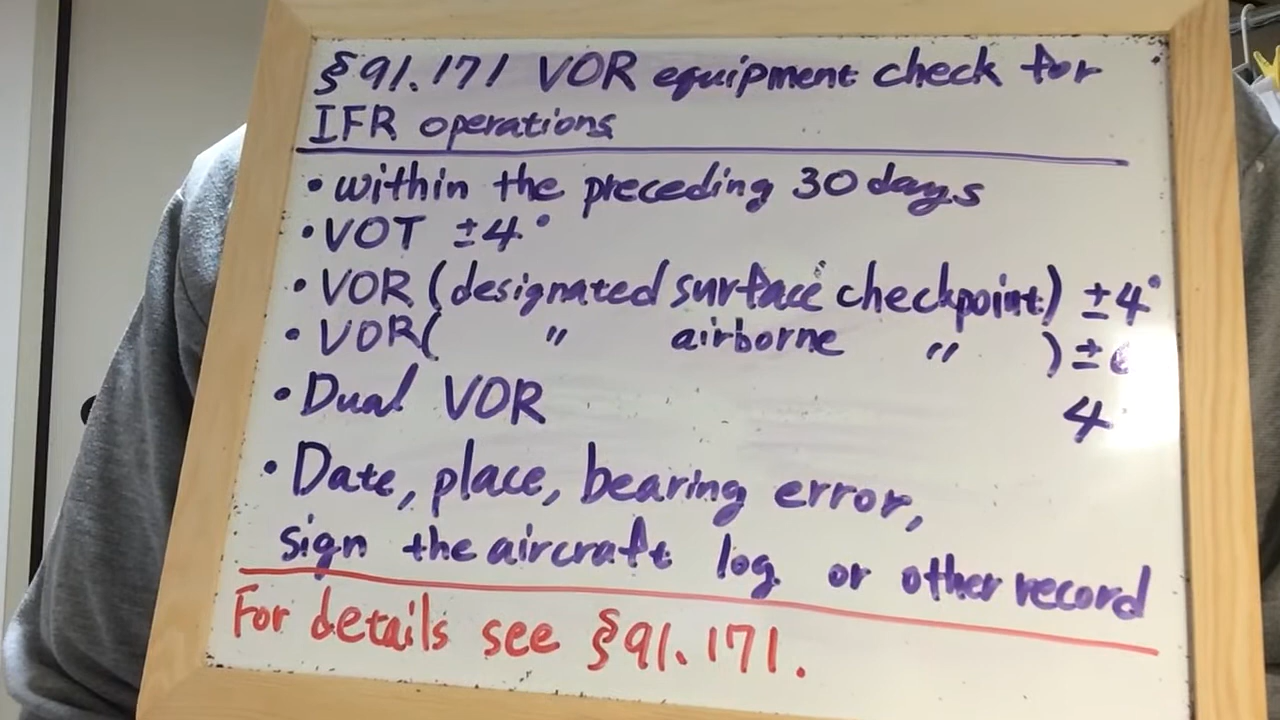 §91.171 VOR equipment check for
IFR operations
• within the preceding 30 days
• VOT ±4°
• VOR (designated surface checkpoint) ±4°
• VOR( " airborne " ) ±6
• Dual VOR 4°
• Date, place, bearing error,
sign the aircraft log or other record
For details see §91.171.